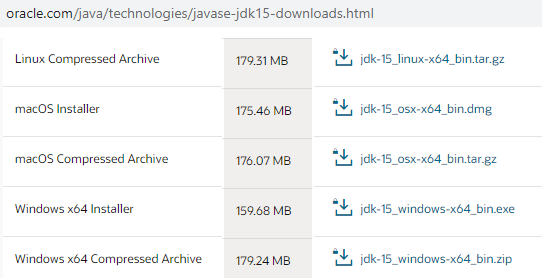 oracle.com/java/technologies/javase-jdk15-downloads.html
Linux Compressed Archive 179.31 MB jdk-15_linux-x64_bin.tar.gz
macOS Installer 175.46 MB jdk-15_osx-x64_bin.dmg
macOS Compressed Archive 176.07 MB jdk-15_osx-x64_bin.tar.gz
Windows x64 Installer 159.68 MB jdk-15_windows-x64_bin.exe
Windows x64 Compressed Archive 179.24 MB jdk-15_windows-x64_bin.zip